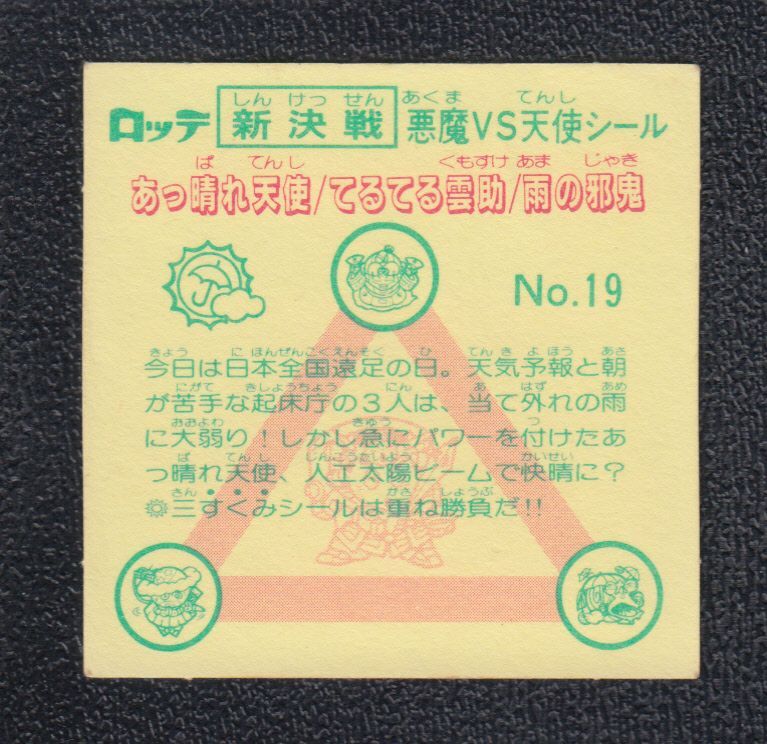 しんけっせん あくま てんし
ロッテ 新決戦 悪魔VS天使シール
ぱ てんし くもすけ あま じゃき
あっ晴れ天使/てるてる雲助/雨の邪鬼
No.19
きょう にほんぜんこくえんそく ひ てんきよほう あさ
今日は日本全国遠足の日。天気予報と朝
にがて きしょうちょう にん あ はず あめ
が苦手な起床庁の3人は、当て外れの雨
おおよわ きゅう つ
に大弱り!しかし急にパワーを付けたあ
ぱ てんし じんこうたいよう かいせい
っ晴れ天使、人工太陽ビームで快晴に?
さん かさ しょうぶ
三すくみシールは重ね勝負だ!!